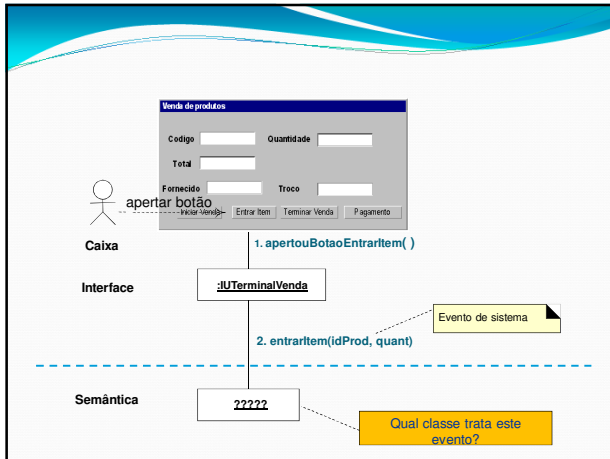 Venda de produtos
Codigo Quantidade
Total
Fornecido Troco
apertar botão
Iniciar Venda Entrar Item Terminar Venda Pagamento
Caixa
1. apertouBotaoEntrarItem( )
Interface
:IUTerminalVenda
Evento de sistema
2. entrarItem(idProd, quant)
Semântica
?????
Qual classe trata este
evento?